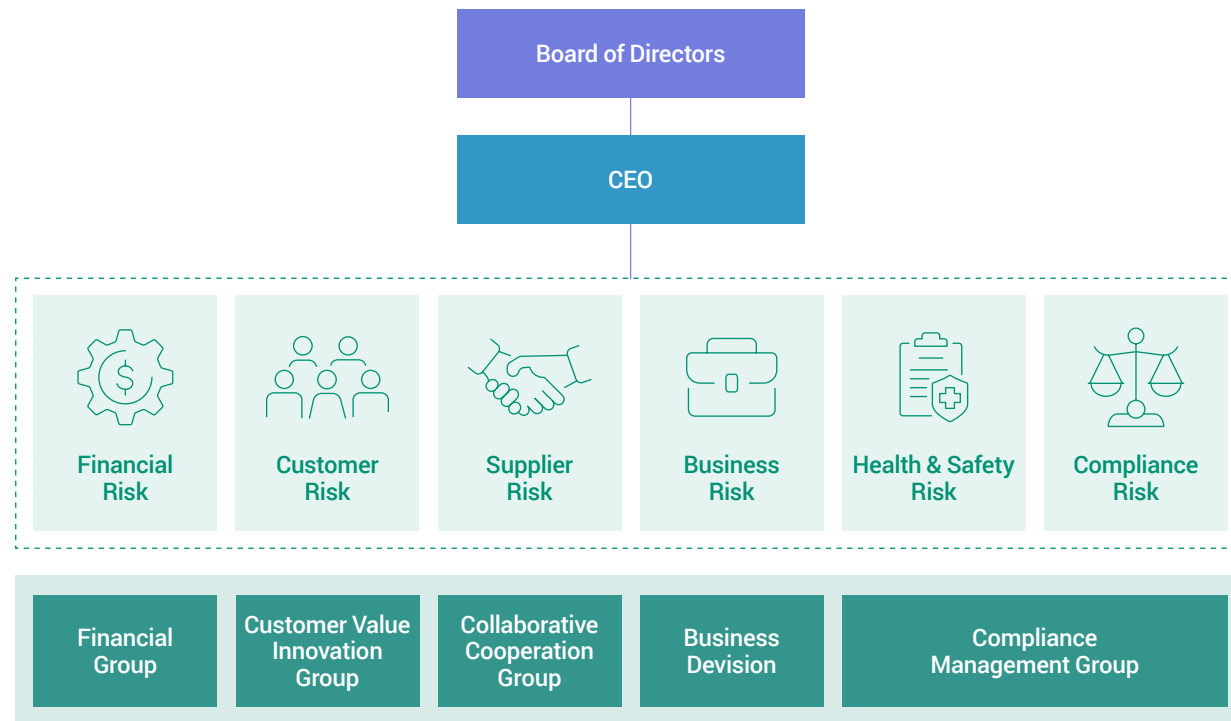 Board of Directors
CEO
$
Financial
Risk
Customer
Risk
Supplier
Risk
Business
Risk
Health & Safety
Risk
Compliance
Risk
Financial
Group
Customer Value
Innovation
Group
Collaborative
Cooperation
Group
Business
Devision
Compliance
Management Group